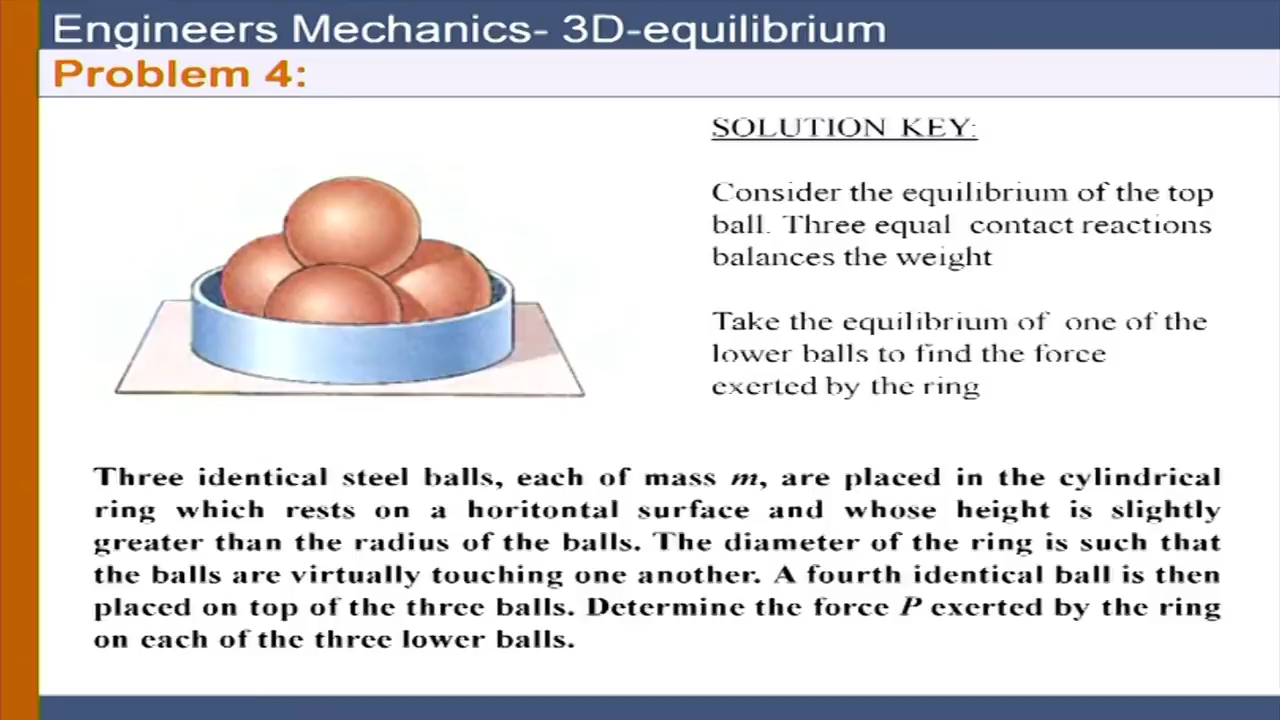 Engineers Mechanics- 3D-equilibrium
Problem 4:
SOLUTION KEY:
Consider the equilibrium of the top
ball. Three equal contact reactions
balances the weight
Take the equilibrium of one of the
lower balls to find the force
exerted by the ring
Three identical steel balls, each of mass m, are placed in the cylindrical
ring which rests on a horitontal surface and whose height is slightly
greater than the radius of the balls. The diameter of the ring is such that
the balls are virtually touching one another. A fourth identical ball is then
placed on top of the three balls. Determine the force P exerted by the ring
on each of the three lower balls.